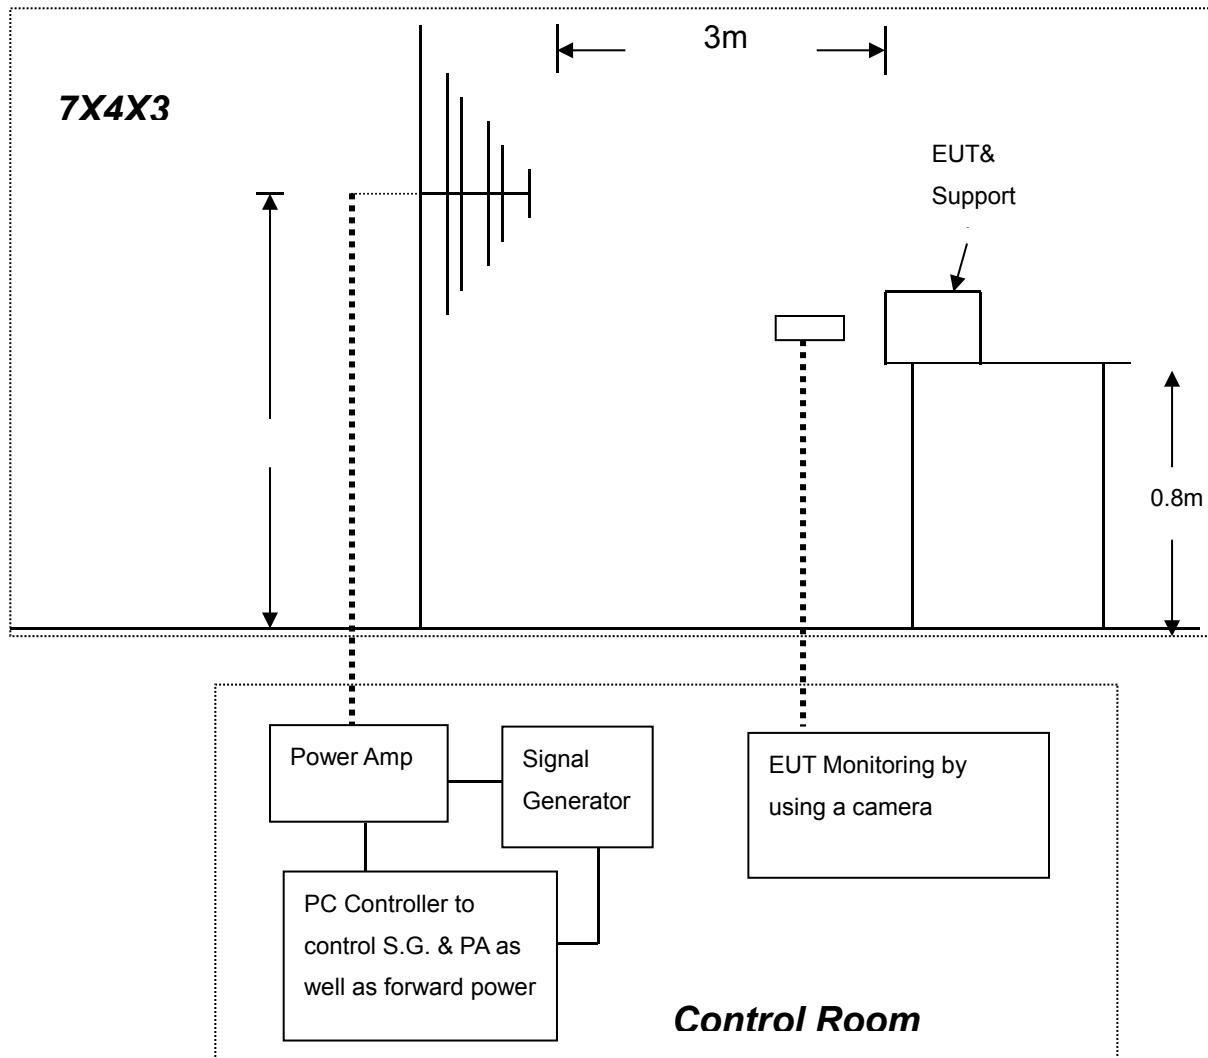 3m
7X4X3
EUT&
Support
0.8m
Power Amp
Signal
Generator
EUT Monitoring by
using a camera
PC Controller to
control S.G. & PA as
well as forward power
Control Room